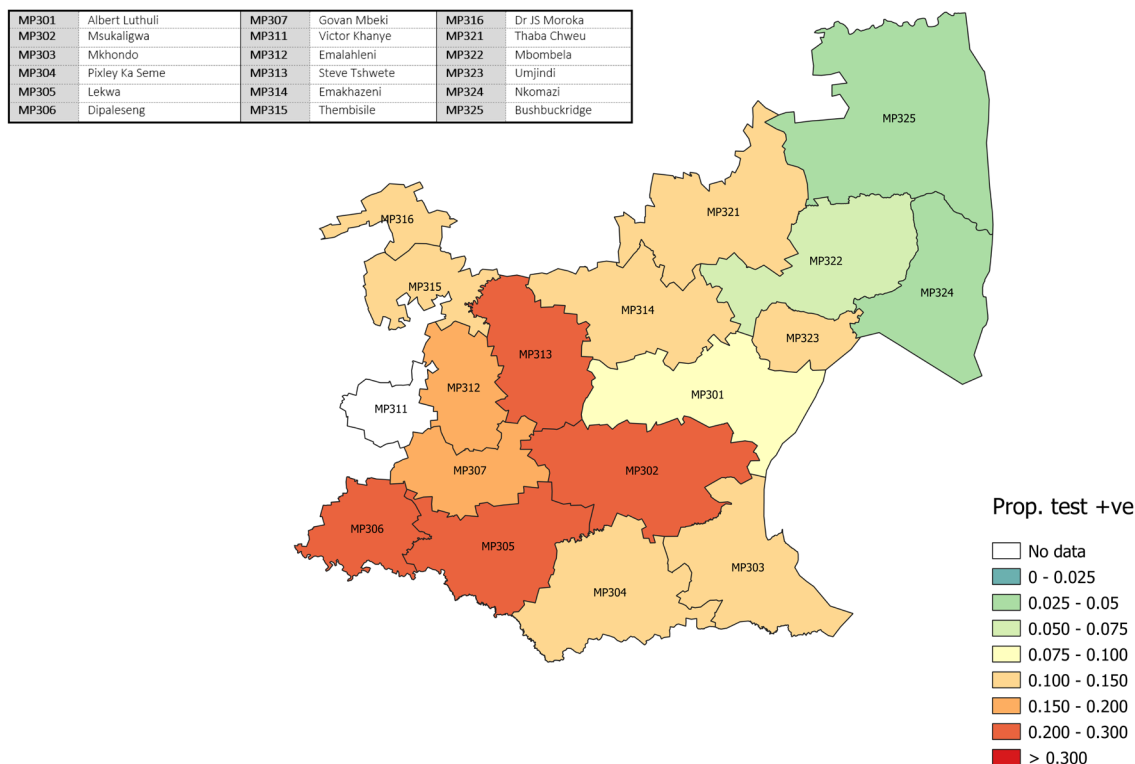 MP301 Albert Luthuli MP307 Govan Mbeki MP316 Dr JS Moroka
MP302 Msukaligwa MP311 Victor Khanye MP321 Thaba Chweu
MP303 Mkhondo MP312 Emalahleni MP322 Mbombela
MP304 Pixley Ka Seme MP313 Steve Tshwete MP323 Umjindi
MP305 Lekwa MP314 Emakhazeni MP324 Nkomazi
MP306 Dipaleseng MP315 Thembisile MP325 Bushbuckridge
MP325
MP321
MP316
MP322
MP315
MP324
MP314
MP323
MP313
MP312
MP301
MP311
MP307
MP302
MP306
MP305
MP303
MP304
Prop. test +ve
No data
0 - 0.025
0.025 - 0.05
0.050 - 0.075
0.075 - 0.100
0.100 - 0.150
0.150 - 0.200
0.200 - 0.300
> 0.300